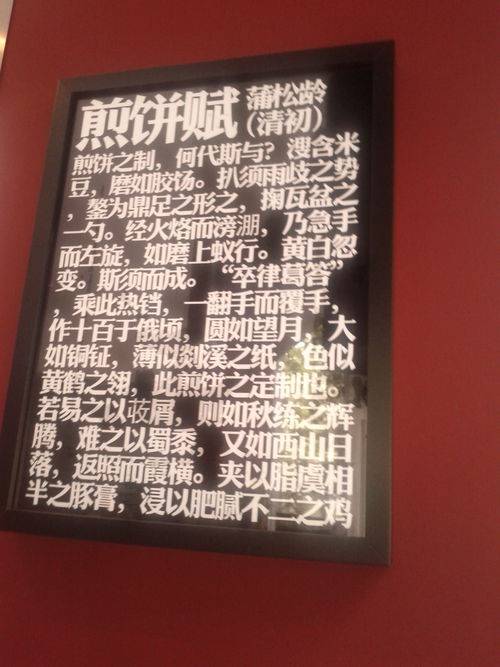 煎饼赋
蒲松龄
（清初）
煎饼之制，何代斯与？溲含米
豆，磨如胶饧。扒须雨歧之势
，鏊为鼎足之形之，掬瓦盆之
一勺。经火烙而滂淜，乃急手
而左旋，如磨上蚁行。黄白忽
变。斯须而成。“卒律葛答”
，乘此热铛，一翻手而覆手，
作十百于俄顷，圆如望月，大
如铜钲，薄似剡溪之纸，色似
黄鹤之翎，此煎饼之定制也。
若易之以荍屑，则如秋练之辉
腾，难之以蜀黍，又如西山日
落，返照而霞横。夹以脂虞相
半之豚膏，浸以肥腻不二之鸡